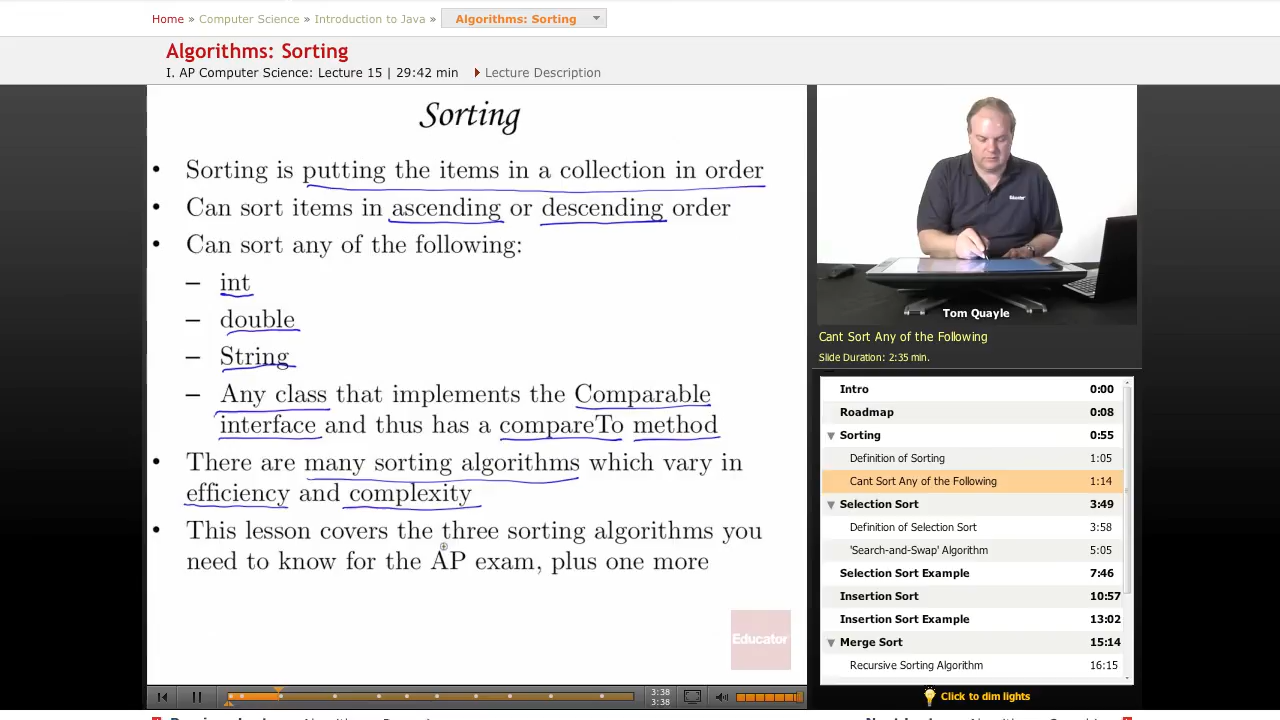 Home » Computer Science » Introduction to Java » Algorithms: Sorting
Algorithms: Sorting
I. AP Computer Science: Lecture 15 | 29:42 min Lecture Description
Sorting
• Sorting is putting the items in a collection in order
• Can sort items in ascending or descending order
• Can sort any of the following:
– int
– double
– String
– Any class that implements the Comparable
interface and thus has a compareTo method
• There are many sorting algorithms which vary in
efficiency and complexity
• This lesson covers the three sorting algorithms you
need to know for the AP exam, plus one more
Educator
3:38
3:38
Tom Quayle
Cant Sort Any of the Following
Slide Duration: 2:35 min.
Intro 0:00
Roadmap 0:08
Sorting 0:55
Definition of Sorting 1:05
Cant Sort Any of the Following 1:14
Selection Sort 3:49
Definition of Selection Sort 3:58
'Search-and-Swap' Algorithm 5:05
Selection Sort Example 7:46
Insertion Sort 10:57
Insertion Sort Example 13:02
Merge Sort 15:14
Recursive Sorting Algorithm 16:15
Click to dim lights